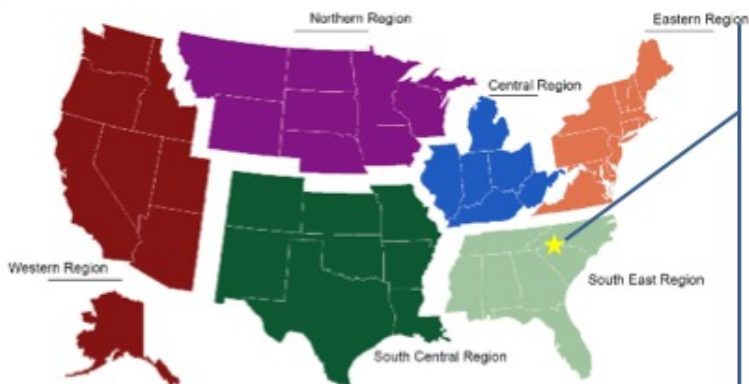 Northern Region
Eastern Region
Central Region
Western Region
South East Region
South Central Region